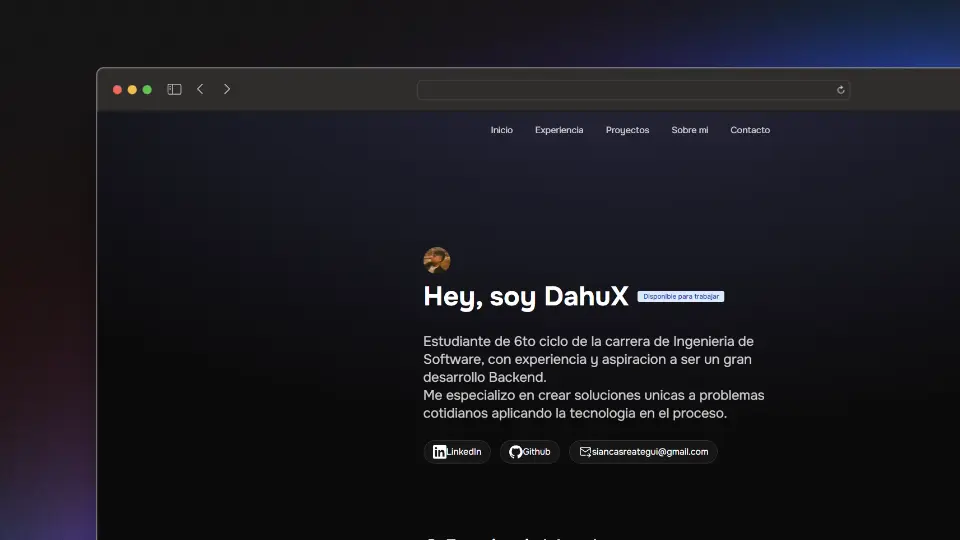 Inicio Experiencia Proyectos Sobre mi Contacto
Hey, soy DahuX Disponible para trabajar
Estudiante de 6to ciclo de la carrera de Ingenieria de
Software, con experiencia y aspiracion a ser un gran
desarrollo Backend.
Me especializo en crear soluciones unicas a problemas
cotidianos aplicando la tecnologia en el proceso.
LinkedIn Github siancasreategui@gmail.com